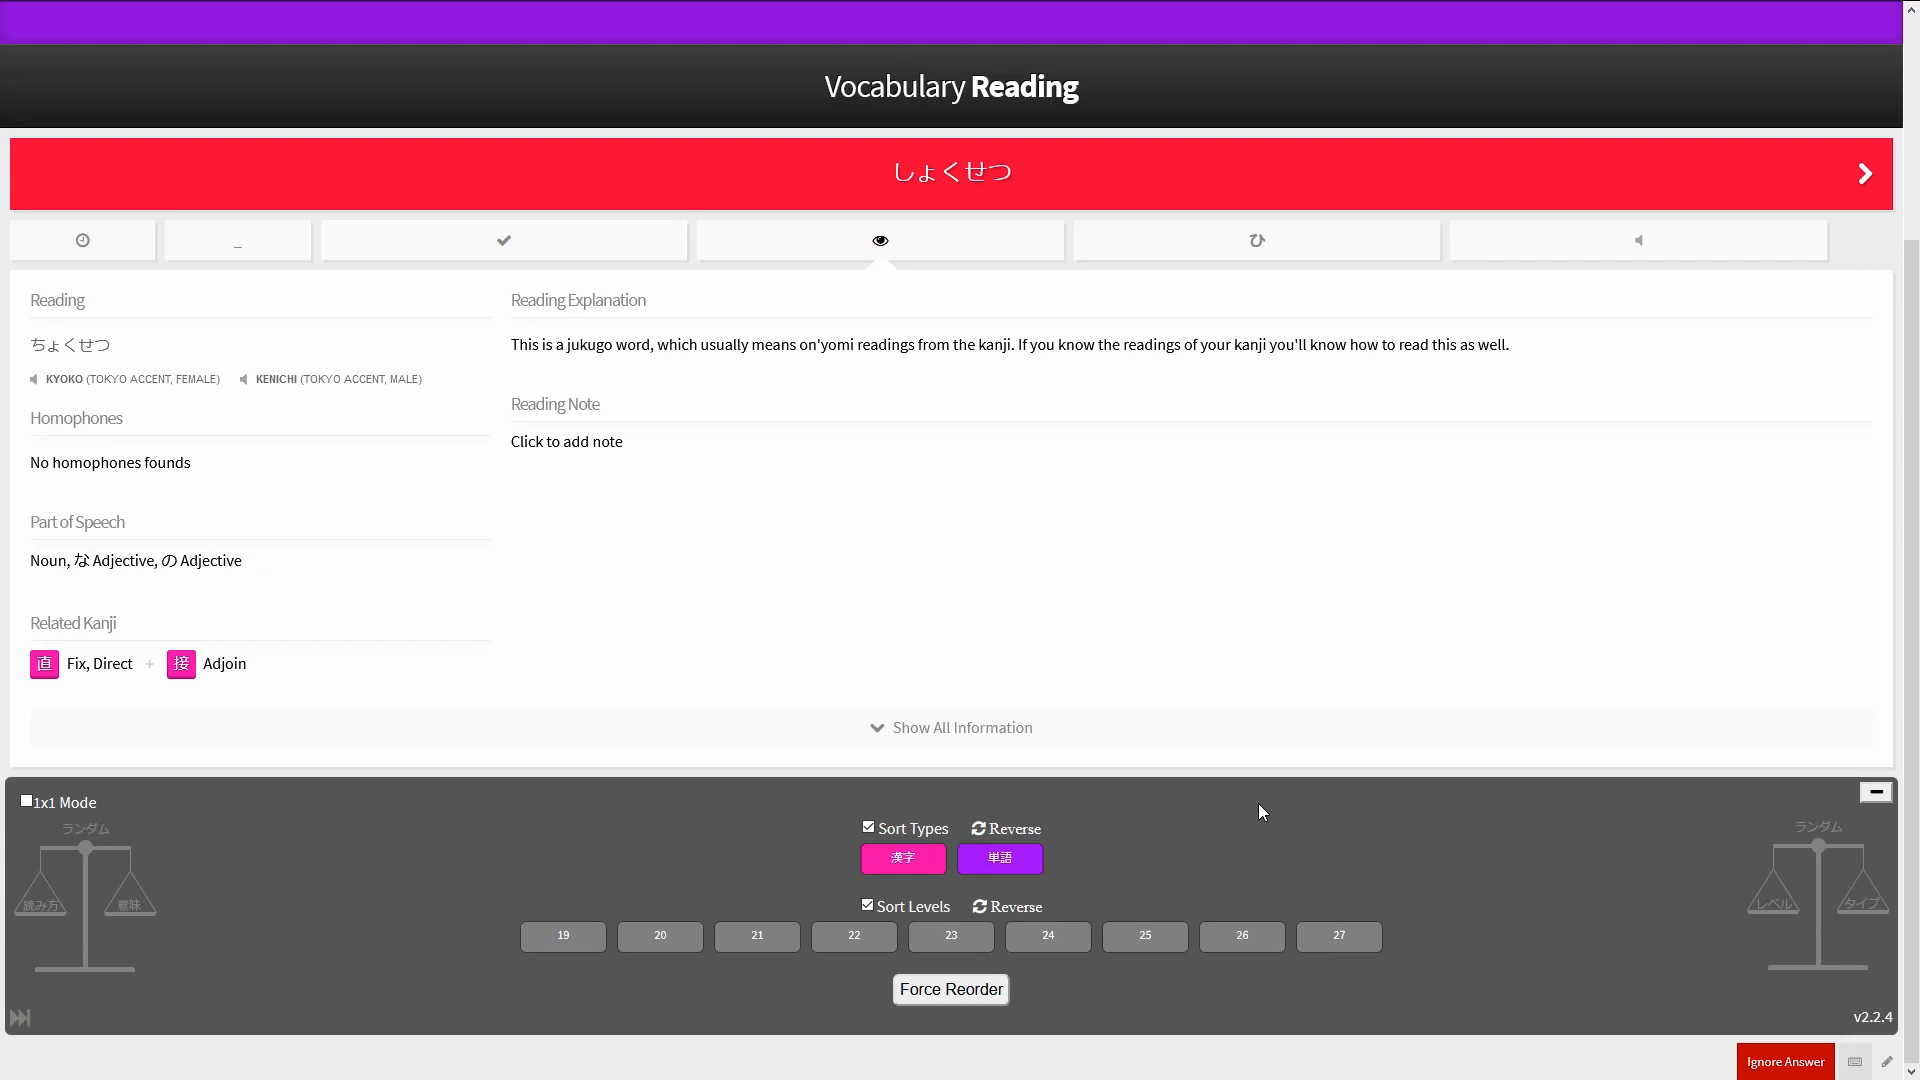 Vocabulary Reading
しょくせつ
ひ
Reading
ちょくせつ
KYOKO (TOKYO ACCENT, FEMALE) KENICHI (TOKYO ACCENT, MALE)
Homophones
No homophones founds
Part of Speech
Noun, な Adjective, の Adjective
Related Kanji
直 Fix, Direct + 接 Adjoin
Reading Explanation
This is a jukugo word, which usually means on'yomi readings from the kanji. If you know the readings of your kanji you'll know how to read this as well.
Reading Note
Click to add note
Show All Information
1x1 Mode
ランダム
読み方 意味
Sort Types Reverse
漢字 単語
Sort Levels Reverse
19 20 21 22 23 24 25 26 27
Force Reorder
ランダム
レベル タイプ
v2.2.4
Ignore Answer